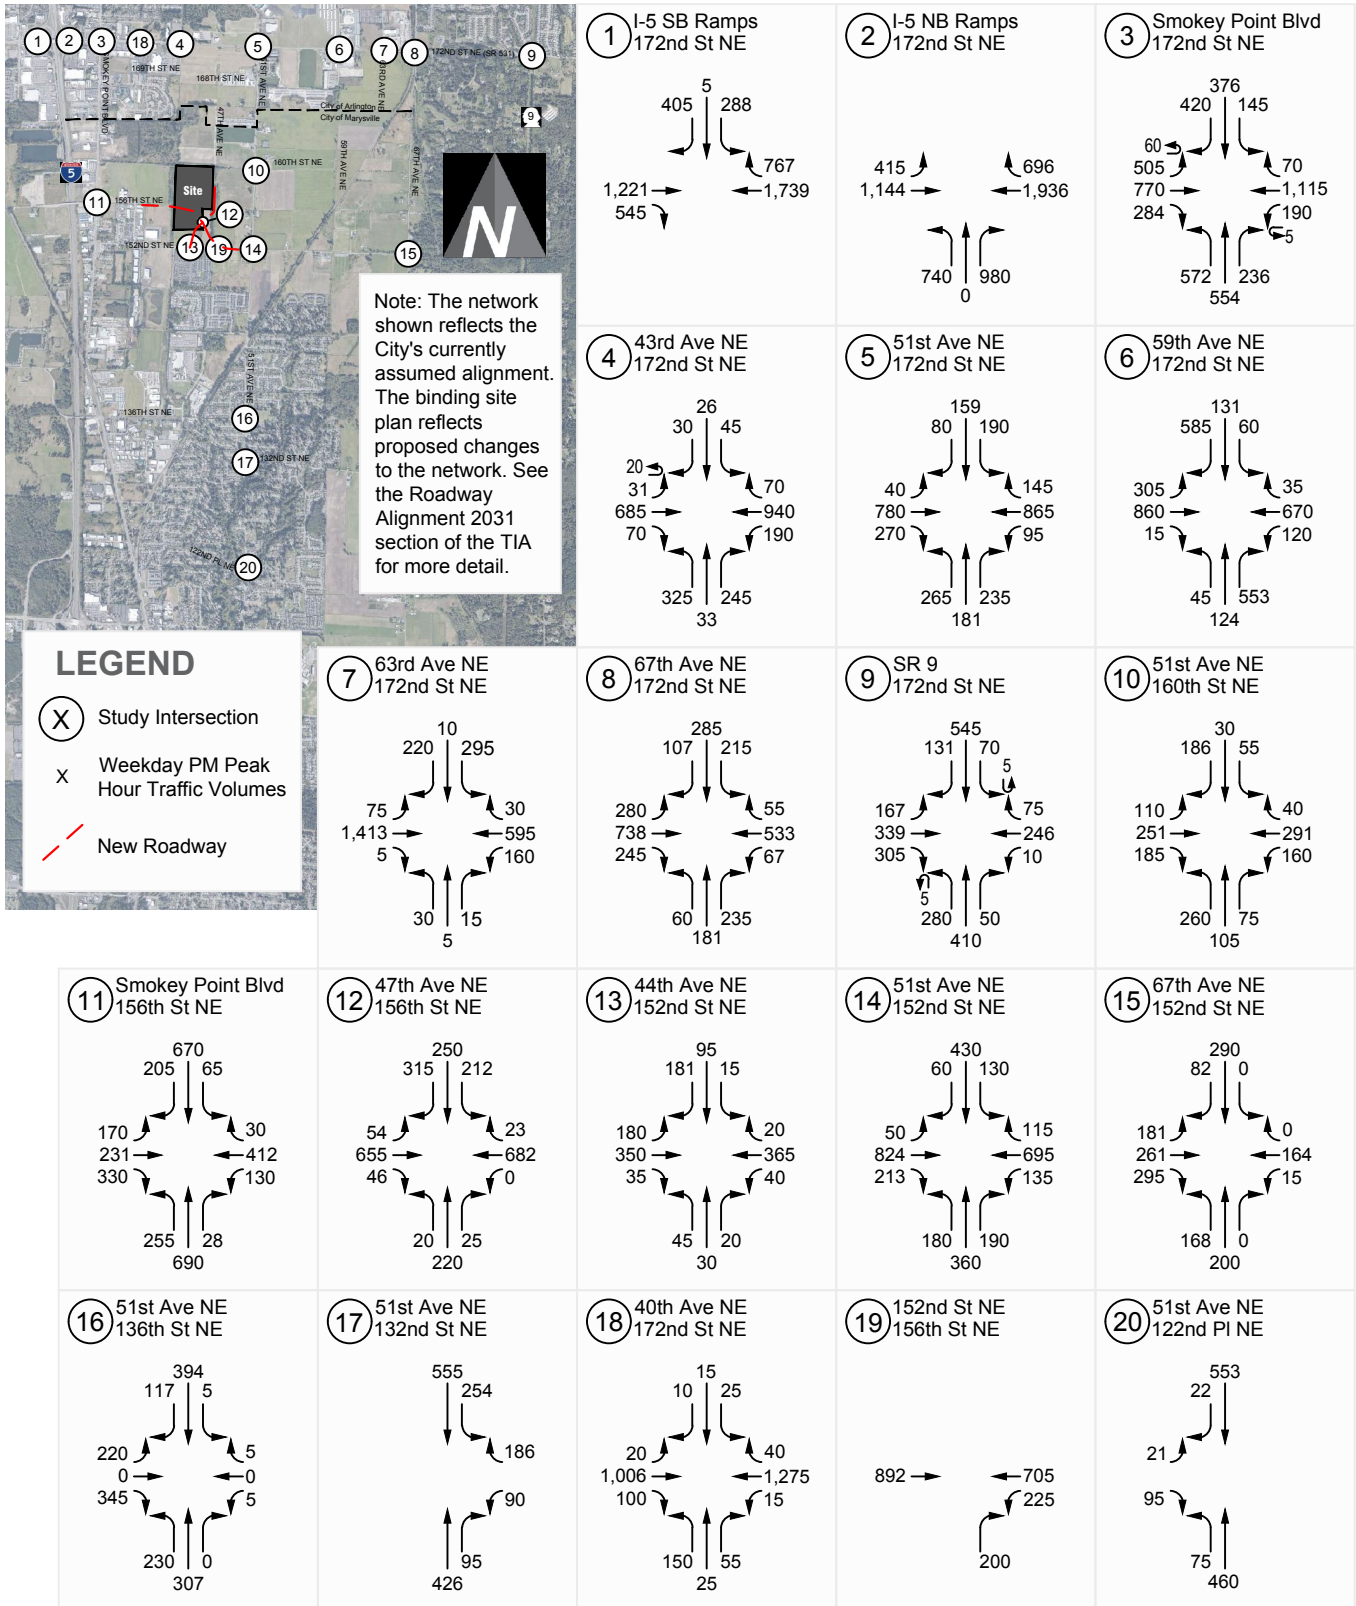 1 2 3 18 4 5 6 7 8 9
172ND ST NE (SR 531)
SMOKEY POINT BLVD
169TH ST NE
168TH ST NE
51ST AVE NE
63RD AVE NE
City of Arlington
City of Marysville
47TH AVE NE
59TH AVE NE
67TH AVE NE
9
5
10
160TH ST NE
Site
11
156TH ST NE
12
152ND ST NE
13 19 14
15
N
51ST AVE NE
136TH ST NE
16
17
132ND ST NE
122ND PL NE
20
Note: The network
shown reflects the
City's currently
assumed alignment.
The binding site
plan reflects
proposed changes
to the network. See
the Roadway
Alignment 2031
section of the TIA
for more detail.
LEGEND
X Study Intersection
X Weekday PM Peak
Hour Traffic Volumes
New Roadway
1 I-5 SB Ramps
172nd St NE
5
405 288
767
1,221 1,739
545
2 I-5 NB Ramps
172nd St NE
415 696
1,144 1,936
740 980
0
3 Smokey Point Blvd
172nd St NE
376
420 145
60
505 70
770 1,115
284 190
5
572 236
554
4 43rd Ave NE
172nd St NE
26
30 45
20
31 70
685 940
70 190
325 245
33
5 51st Ave NE
172nd St NE
159
80 190
40 145
780 865
270 95
265 235
181
6 59th Ave NE
172nd St NE
131
585 60
305 35
860 670
15 120
45 553
124
7 63rd Ave NE
172nd St NE
10
220 295
75 30
1,413 595
5 160
30 15
5
8 67th Ave NE
172nd St NE
285
107 215
280 55
738 533
245 67
60 235
181
9 SR 9
172nd St NE
545
131 70
5
167 75
339 246
305 10
5
280 50
410
10 51st Ave NE
160th St NE
30
186 55
110 40
251 291
185 160
260 75
105
11 Smokey Point Blvd
156th St NE
670
205 65
170 30
231 412
330 130
255 28
690
12 47th Ave NE
156th St NE
250
315 212
54 23
655 682
46 0
20 25
220
13 44th Ave NE
152nd St NE
95
181 15
180 20
350 365
35 40
45 20
30
14 51st Ave NE
152nd St NE
430
60 130
50 115
824 695
213 135
180 190
360
15 67th Ave NE
152nd St NE
290
82 0
181 0
261 164
295 15
168 0
200
16 51st Ave NE
136th St NE
394
117 5
220 5
0 0
345 5
230 0
307
17 51st Ave NE
132nd St NE
555
254
186
90
95
426
18 40th Ave NE
172nd St NE
15
10 25
20 40
1,006 1,275
100 15
150 55
25
19 152nd St NE
156th St NE
892 705
225
200
20 51st Ave NE
122nd Pl NE
553
22
21
95
75
460